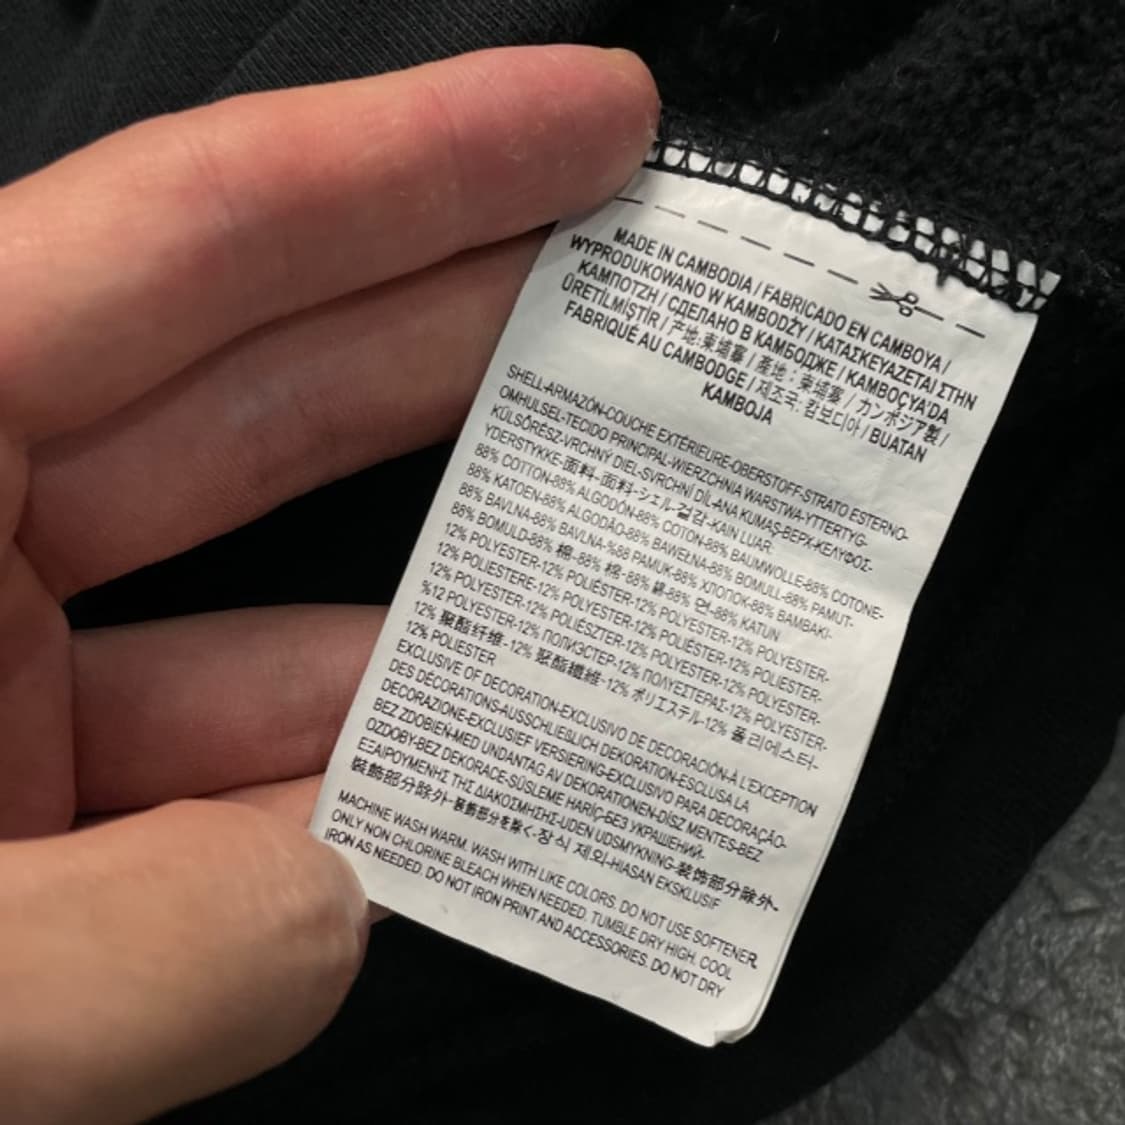 MADE IN CAMBODIA / FABRICADO EN CAMBOYA /
WYPRODUKOWANO W KAMBODŻY / ΚΑΤΑΣΚΕΥΑΖΕΤΑΙ ΣΤΗΝ
ΚΑΜΠΟΤΖΗ / СДЕЛАНО В КАМБОДЖЕ / KAMBOÇYA'DA
ÜRETİLMİŞTİR / 产地:柬埔寨 / 產地:柬埔寨 / カンボジア製 /
FABRIQUÉ AU CAMBODGE / 제조국: 캄보디아 / BUATAN
KAMBOJA
SHELL-ARMAZÓN-COUCHE EXTÉRIEURE-OBERSTOFF-STRATO ESTERNO-
OMHULSEL-TECIDO PRINCIPAL-WIERZCHNIA WARSTWA-YTTERTYG-
KÜLSŐRÉSZ-VRCHNÝ DIEL-SVRCHNÍ DÍL-ANA KUMAŞ-ВЕРХ-ΚΕΛΥΦΟΣ-
YDERSTYKKE-面料-面料-シェル-겉감-KAIN LUAR:
88% COTTON-88% ALGODÓN-88% COTON-88% BAUMWOLLE-88% COTONE-
88% KATOEN-88% ALGODÃO-88% BAWEŁNA-88% BOMULL-88% PAMUT-
88% BAVLNA-88% BAVLNA-%88 PAMUK-88% ХЛОПОК-88% ΒΑΜΒΑΚΙ-
88% BOMULD-88% 棉-88% 棉-88% 綿-88% 면-88% KATUN
12% POLYESTER-12% POLIÉSTER-12% POLYESTER-12% POLYESTER-
12% POLIESTERE-12% POLYESTER-12% POLIÉSTER-12% POLIESTER-
12% POLYESTER-12% POLIÉSZTER-12% POLYESTER-12% POLYESTER-
%12 POLYESTER-12% ПОЛИЭСТЕР-12% ΠΟΛΥΕΣΤΕΡΑΣ-12% POLYESTER-
12% 聚酯纤维-12% 聚酯纖維-12% ポリエステル-12% 폴리에스터-
12% POLIESTER
EXCLUSIVE OF DECORATION-EXCLUSIVO DE DECORACIÓN-À L'EXCEPTION
DES DÉCORATIONS-AUSSCHLIEßLICH DEKORATION-ESCLUSA LA
DECORAZIONE-EXCLUSIEF VERSIERING-EXCLUSIVO PARA DECORAÇÃO-
BEZ ZDOBIEŃ-MED UNDANTAG AV DEKORATIONEN-DÍSZ MENTES-BEZ
OZDOBY-BEZ DEKORACE-SÜSLEME HARİÇ-БЕЗ УКРАШЕНИЙ-
ΕΞΑΙΡΟΥΜΕΝΗΣ ΤΗΣ ΔΙΑΚΟΣΜΗΣΗΣ-UDEN UDSMYKNING-装饰部分除外-
裝飾部分除外-装飾部分を除く-장식 제외-HIASAN EKSKLUSIF
MACHINE WASH WARM. WASH WITH LIKE COLORS. DO NOT USE SOFTENER.
ONLY NON CHLORINE BLEACH WHEN NEEDED. TUMBLE DRY HIGH. COOL
IRON AS NEEDED. DO NOT IRON PRINT AND ACCESSORIES. DO NOT DRY